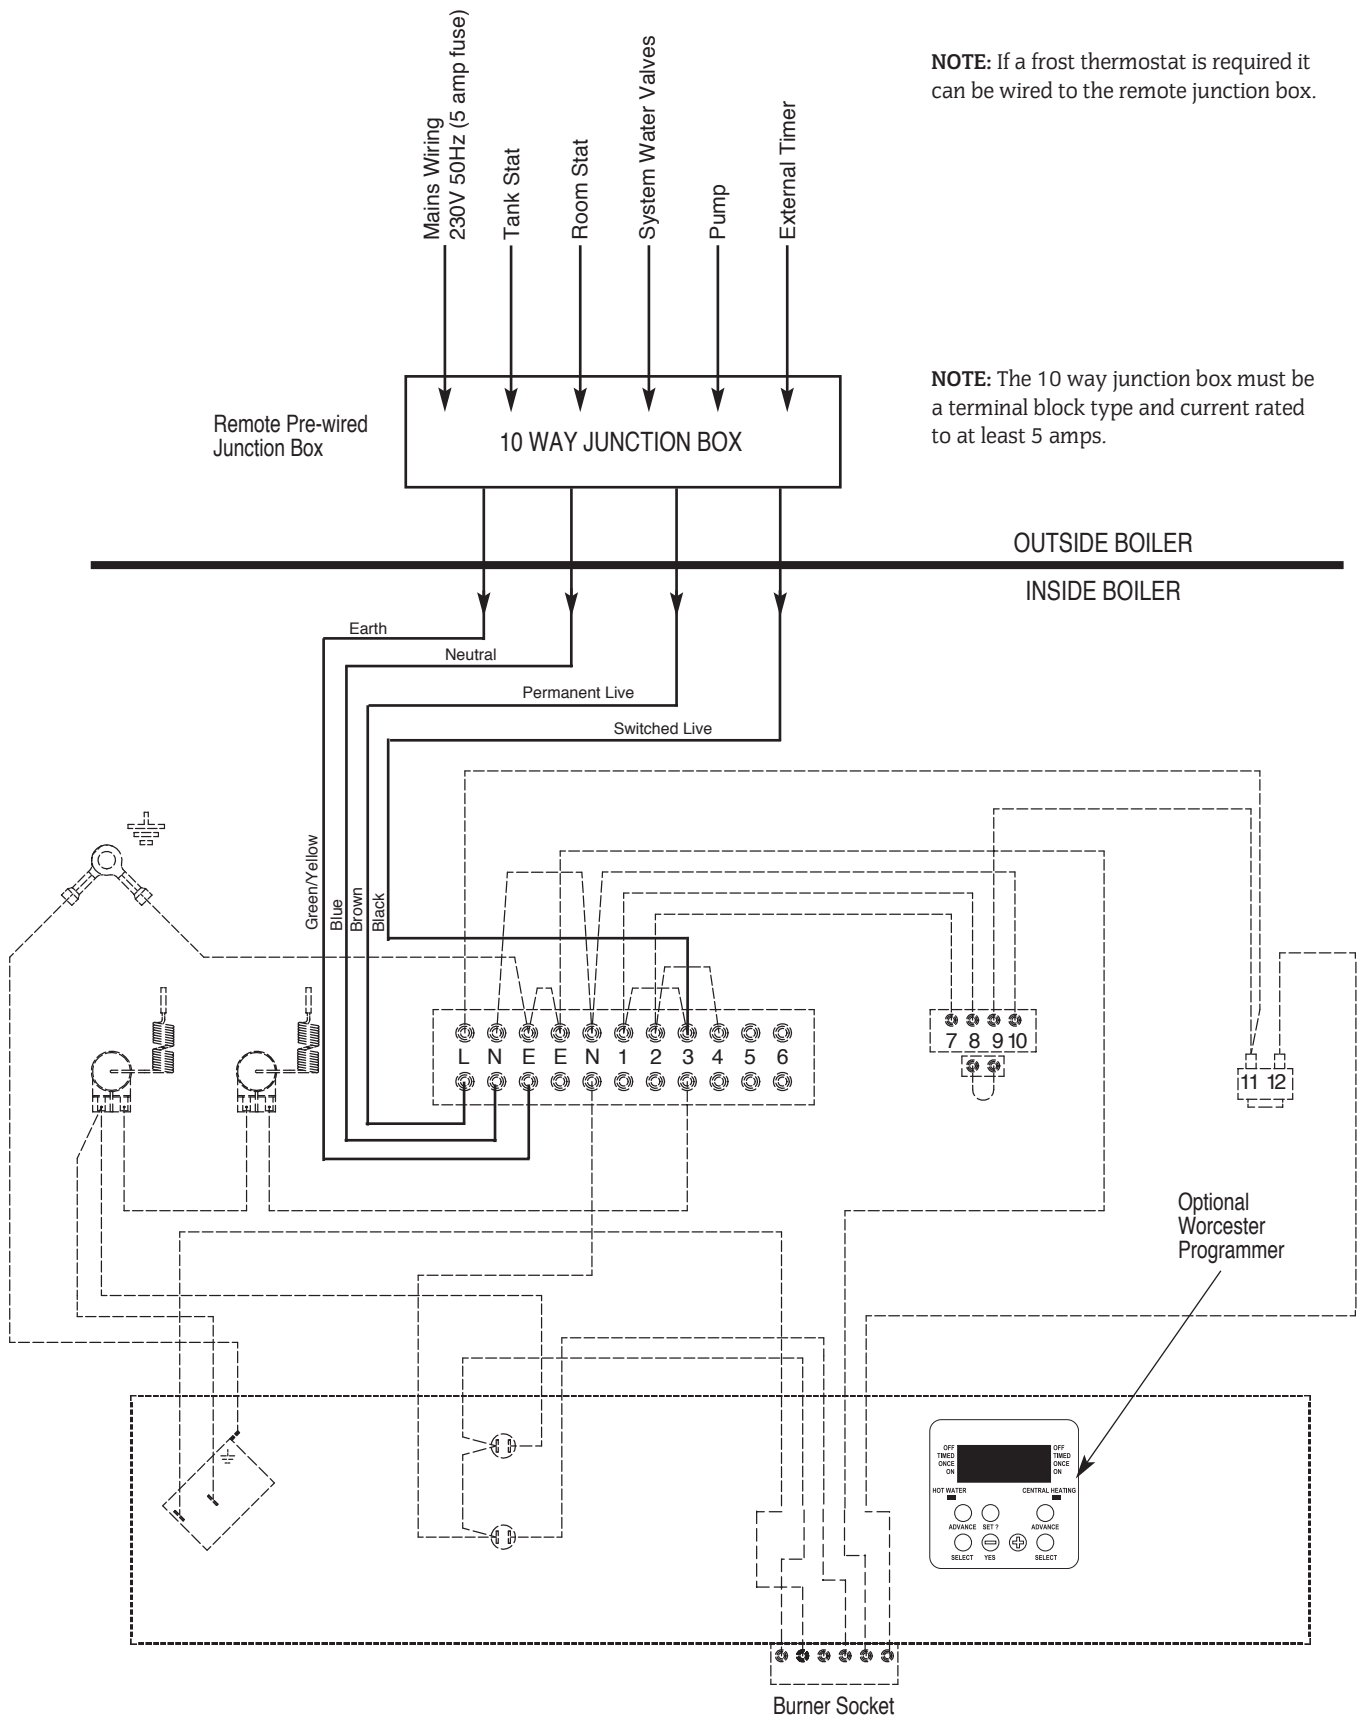 NOTE: If a frost thermostat is required it
can be wired to the remote junction box.
Mains Wiring
230V 50Hz (5 amp fuse)
Tank Stat
Room Stat
System Water Valves
Pump
External Timer
NOTE: The 10 way junction box must be
a terminal block type and current rated
to at least 5 amps.
Remote Pre-wired
Junction Box
10 WAY JUNCTION BOX
OUTSIDE BOILER
INSIDE BOILER
Earth
Neutral
Permanent Live
Switched Live
Green/Yellow
Blue
Brown
Black
L N E E N 1 2 3 4 5 6
7 8 9 10
11 12
Optional
Worcester
Programmer
OFF
TIMED
ONCE
ON
OFF
TIMED
ONCE
ON
HOT WATER
CENTRAL HEATING
ADVANCE SET ? ADVANCE
SELECT YES SELECT
Burner Socket